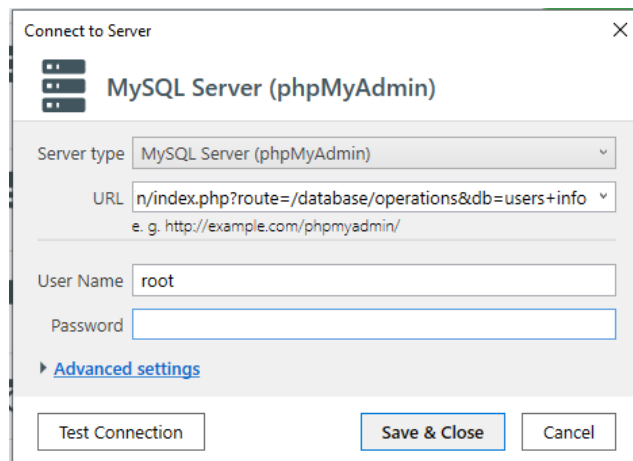 Connect to Server
MySQL Server (phpMyAdmin)
Server type MySQL Server (phpMyAdmin)
URL n/index.php?route=/database/operations&db=users+info
e. g. http://example.com/phpmyadmin/
User Name root
Password
Advanced settings
Test Connection Save & Close Cancel